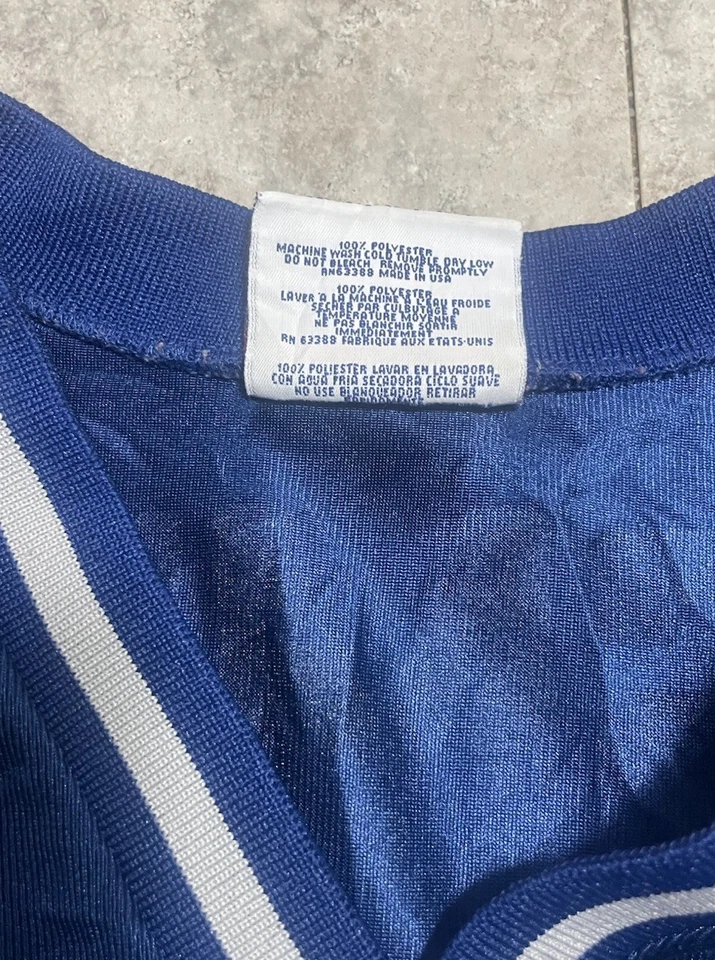 100% POLYESTER
MACHINE WASH COLD TUMBLE DRY LOW
DO NOT BLEACH REMOVE PROMPTLY
RN63388 MADE IN USA
100% POLYESTER
LAVER A LA MACHINE A L'EAU FROIDE
SECHER PAR CULBUTAGE A
TEMPERATURE MOYENNE
NE PAS BLANCHIR SORTIR
IMMEDIATEMENT
RN 63388 FABRIQUE AUX ETATS-UNIS
100% POLIESTER LAVAR EN LAVADORA
CON AGUA FRIA SECADORA CICLO SUAVE
NO USE BLANQUEADOR RETIRAR